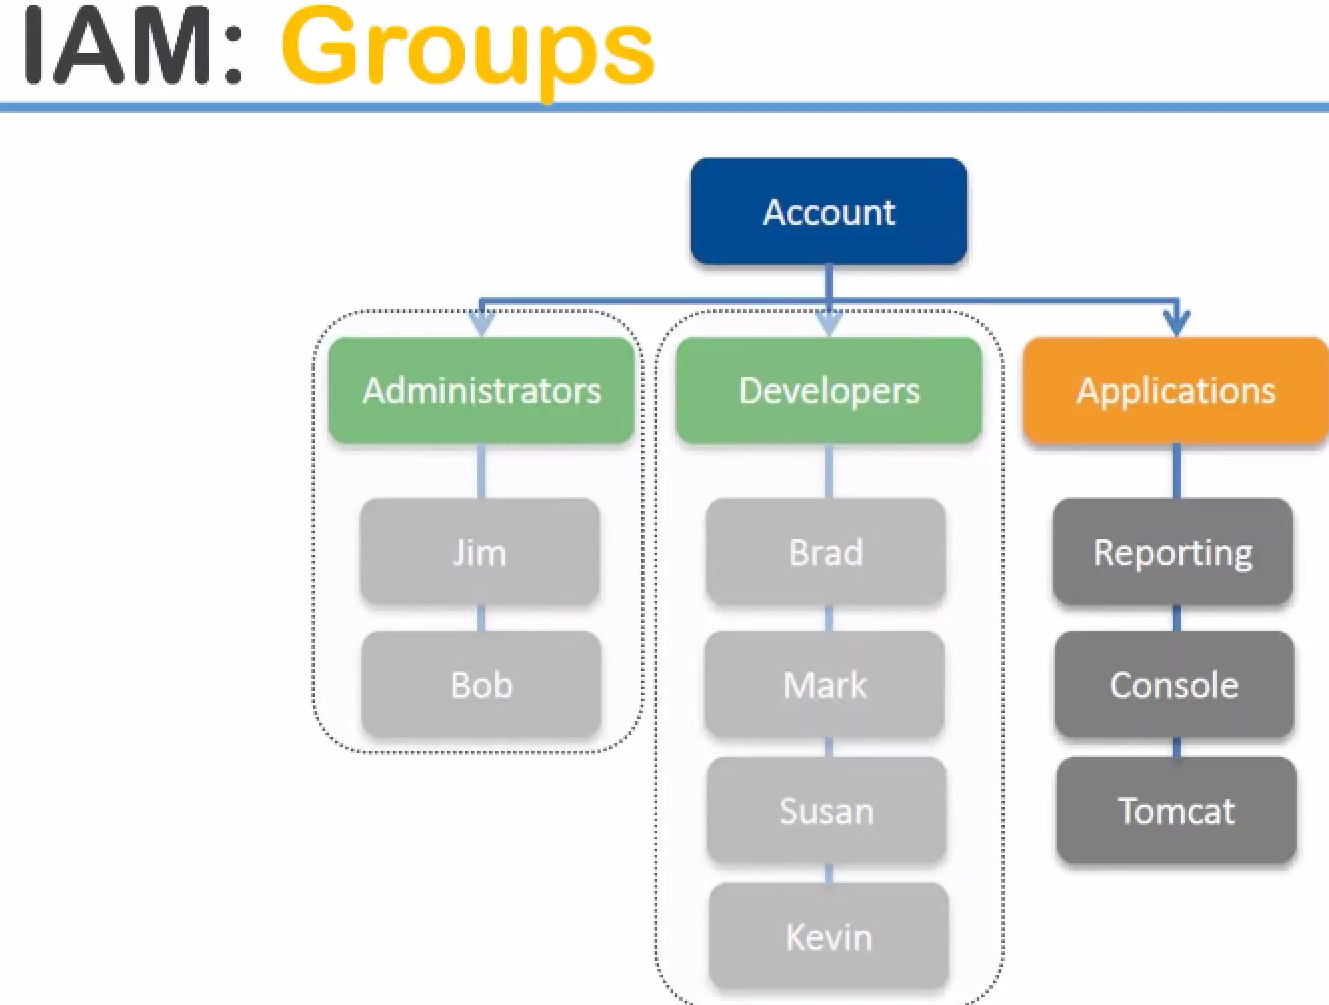 IAM: Groups
Account
Administrators
Developers
Applications
Jim
Brad
Reporting
Bob
Mark
Console
Susan
Tomcat
Kevin